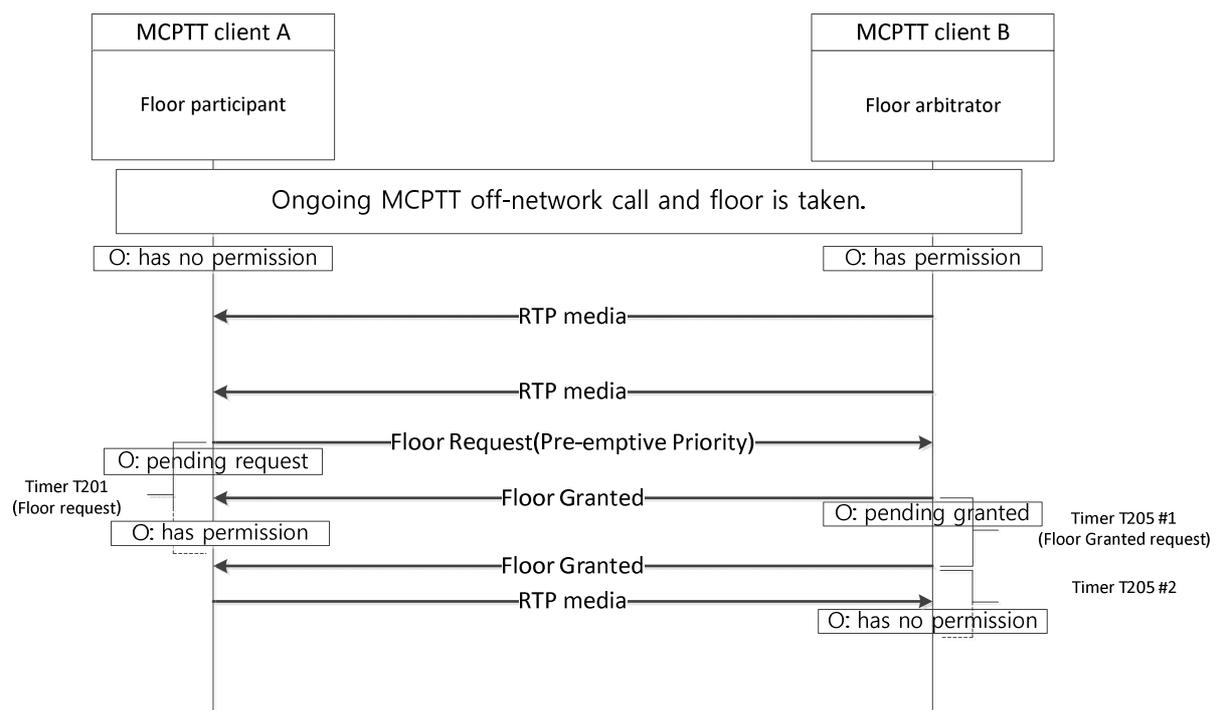 MCPTT client A
MCPTT client B
Floor participant
Floor arbitrator
Ongoing MCPTT off-network call and floor is taken.
O: has no permission
O: has permission
RTP media
RTP media
Floor Request(Pre-emptive Priority)
O: pending request
Timer T201
(Floor request)
Floor Granted
O: pending granted
Timer T205 #1
(Floor Granted request)
O: has permission
Floor Granted
Timer T205 #2
RTP media
O: has no permission